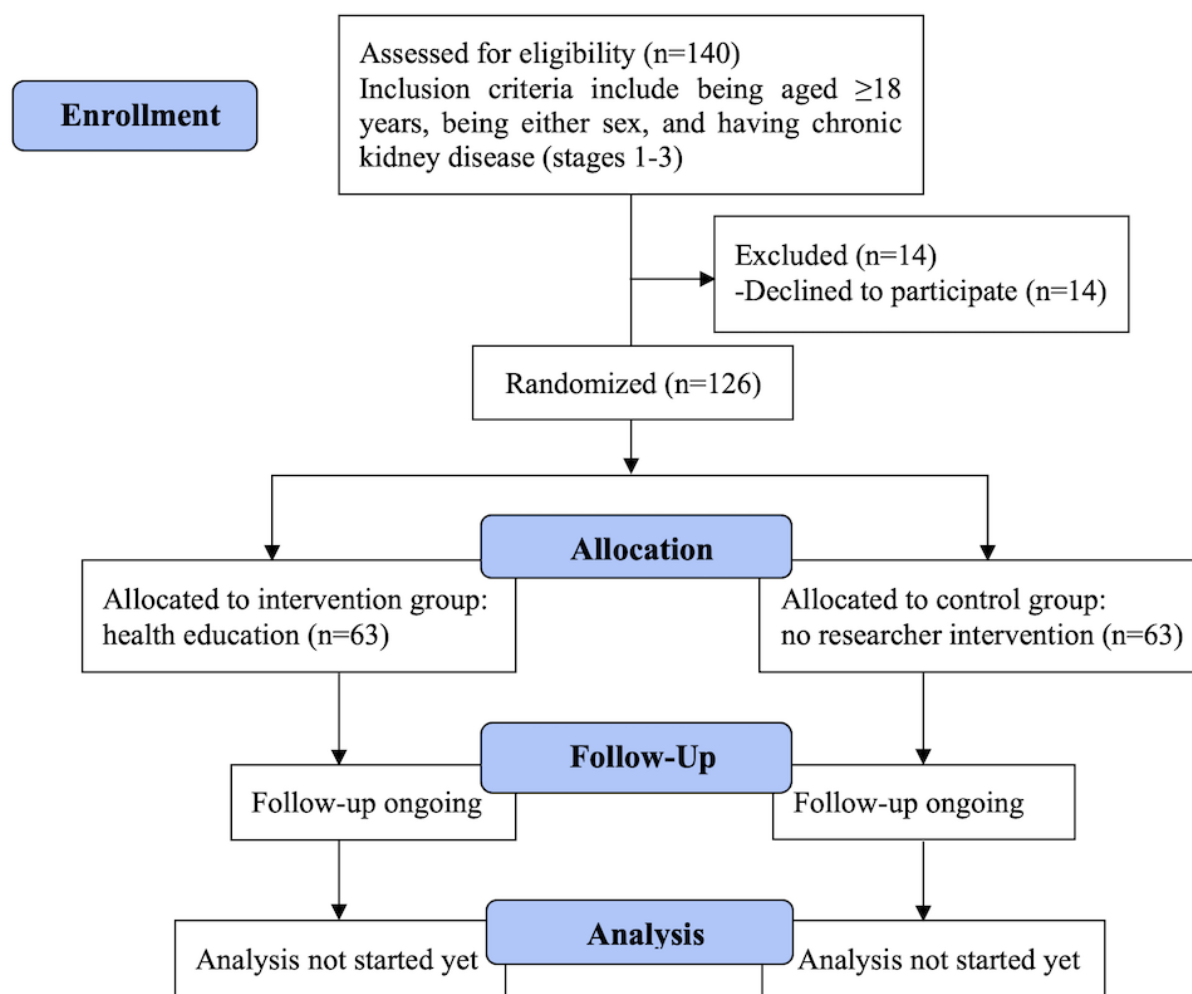 Enrollment
Assessed for eligibility (n=140)
Inclusion criteria include being aged ≥18
years, being either sex, and having chronic
kidney disease (stages 1-3)
Excluded (n=14)
-Declined to participate (n=14)
Randomized (n=126)
Allocation
Allocated to intervention group:
health education (n=63)
Allocated to control group:
no researcher intervention (n=63)
Follow-Up
Follow-up ongoing
Follow-up ongoing
Analysis
Analysis not started yet
Analysis not started yet